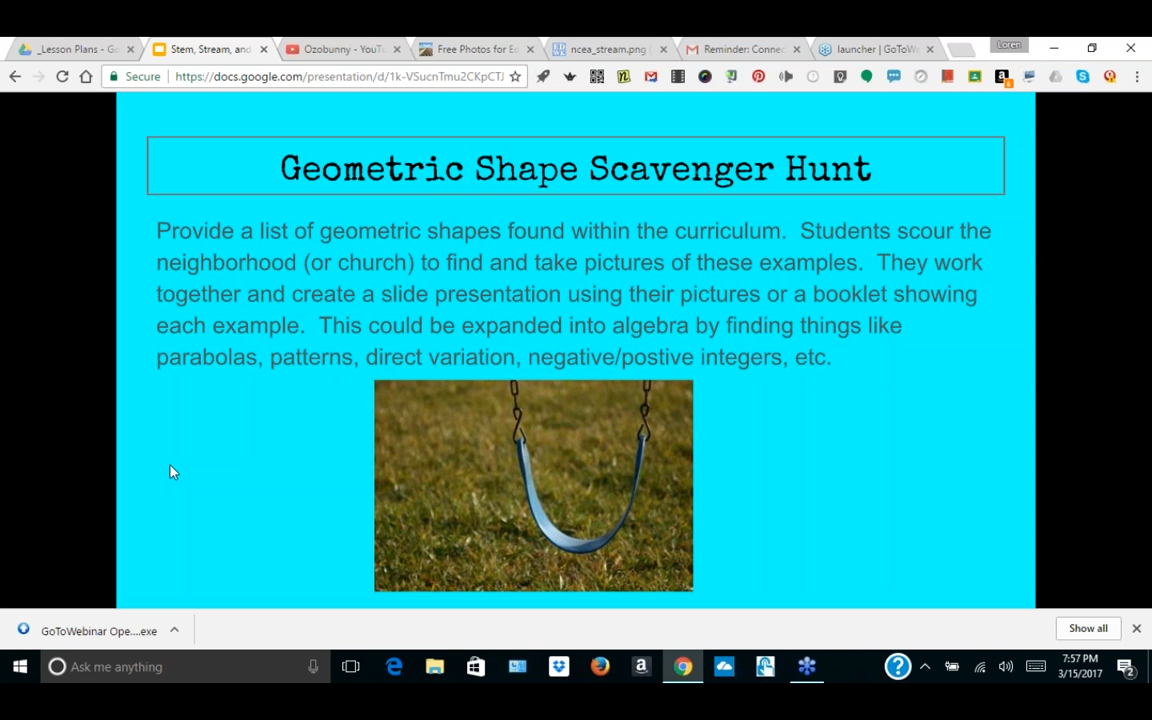 _Lesson Plans - Go
Stem, Stream, and
Ozobunny - YouT
Free Photos for Ed
ncea_stream.png (
Reminder: Connec
launcher | GoToWe
Loren
Secure
https://docs.google.com/presentation/d/1k-VSucnTmu2CKpCTJ
Geometric Shape Scavenger Hunt
Provide a list of geometric shapes found within the curriculum. Students scour the
neighborhood (or church) to find and take pictures of these examples. They work
together and create a slide presentation using their pictures or a booklet showing
each example. This could be expanded into algebra by finding things like
parabolas, patterns, direct variation, negative/postive integers, etc.
GoToWebinar Ope....exe
Show all
Ask me anything
7:57 PM
3/15/2017
2